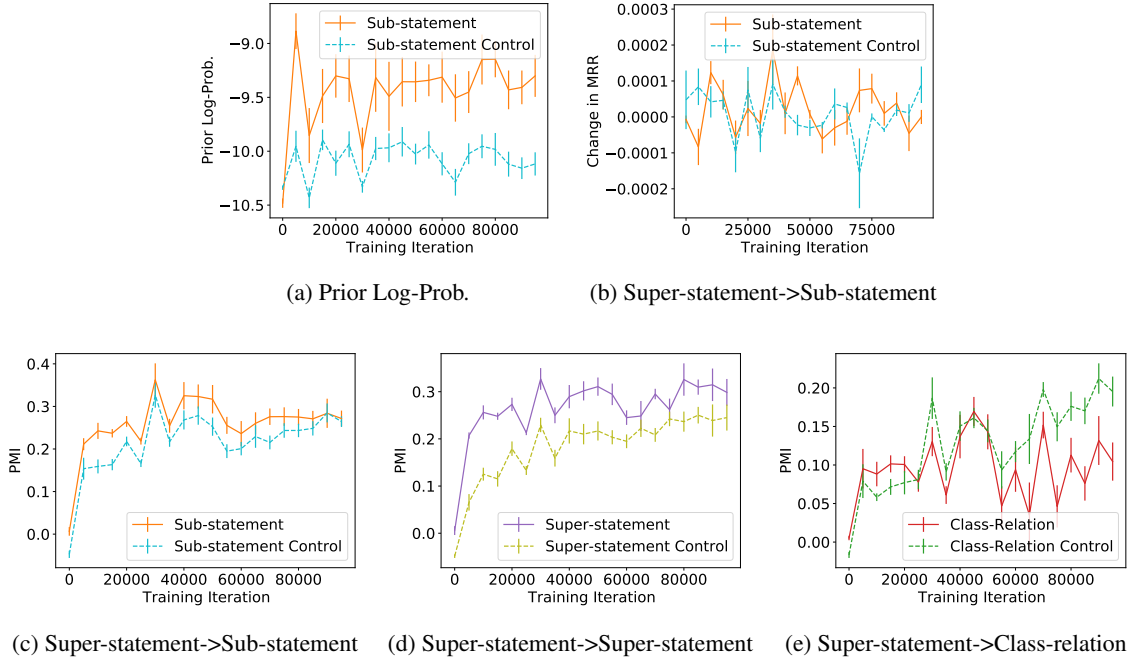 Prior Log-Prob.
−9.0
−9.5
−10.0
−10.5
Sub-statement
Sub-statement Control
0 20000 40000 60000 80000
Training Iteration
(a) Prior Log-Prob.
Change in MRR
0.0003
0.0002
0.0001
0.0000
−0.0001
−0.0002
Sub-statement
Sub-statement Control
0 25000 50000 75000
Training Iteration
(b) Super-statement->Sub-statement
PMI
0.4
0.3
0.2
0.1
0.0
Sub-statement
Sub-statement Control
0 20000 40000 60000 80000
Training Iteration
(c) Super-statement->Sub-statement
PMI
0.3
0.2
0.1
0.0
Super-statement
Super-statement Control
0 20000 40000 60000 80000
Training Iteration
(d) Super-statement->Super-statement
PMI
0.20
0.15
0.10
0.05
0.00
Class-Relation
Class-Relation Control
0 20000 40000 60000 80000
Training Iteration
(e) Super-statement->Class-relation